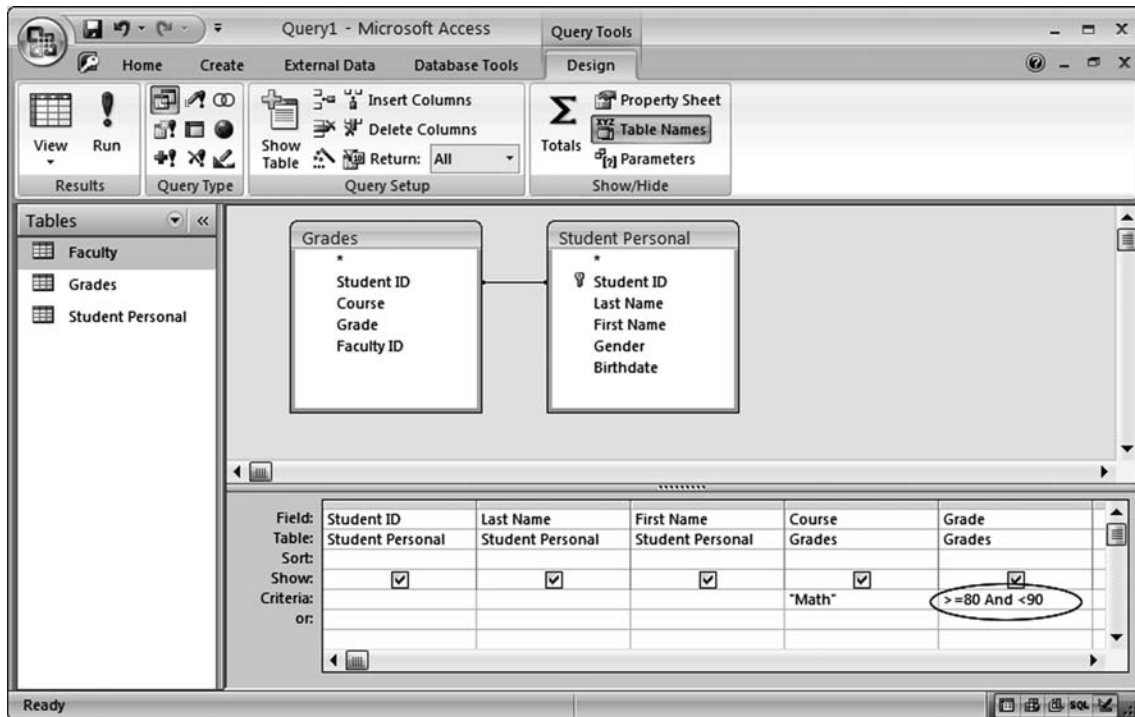 Query1 - Microsoft Access
Query Tools
Home
Create
External Data
Database Tools
Design
View
Run
Results
Query Type
Show Table
Insert Columns
Delete Columns
Return: All
Query Setup
Totals
Property Sheet
Table Names
Parameters
Show/Hide
Tables
Faculty
Grades
Student Personal
Grades
*
Student ID
Course
Grade
Faculty ID
Student Personal
*
Student ID
Last Name
First Name
Gender
Birthdate
Field: Student ID Last Name First Name Course Grade
Table: Student Personal Student Personal Student Personal Grades Grades
Sort:
Show:
Criteria: "Math" >=80 And <90
or:
Ready
SQL